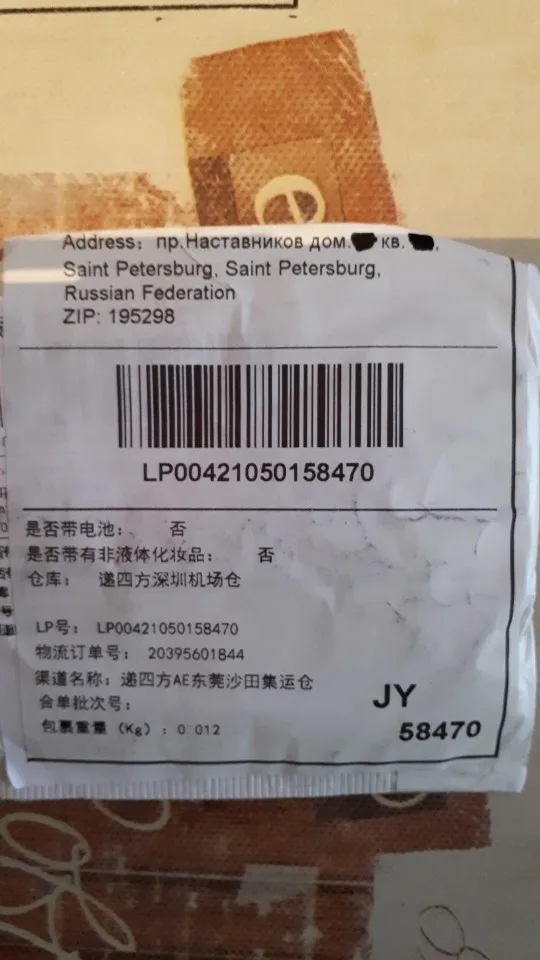 e
Address: пр.Наставников дом. кв. ,
Saint Petersburg, Saint Petersburg,
Russian Federation
ZIP: 195298
LP00421050158470
是否带电池： 否
是否带有非液体化妆品： 否
仓库： 递四方深圳机场仓
LP号： LP00421050158470
物流订单号： 20395601844
渠道名称：递四方AE东莞沙田集运仓
合单批次号：
JY
包裹重量（Kg）：0.012
58470